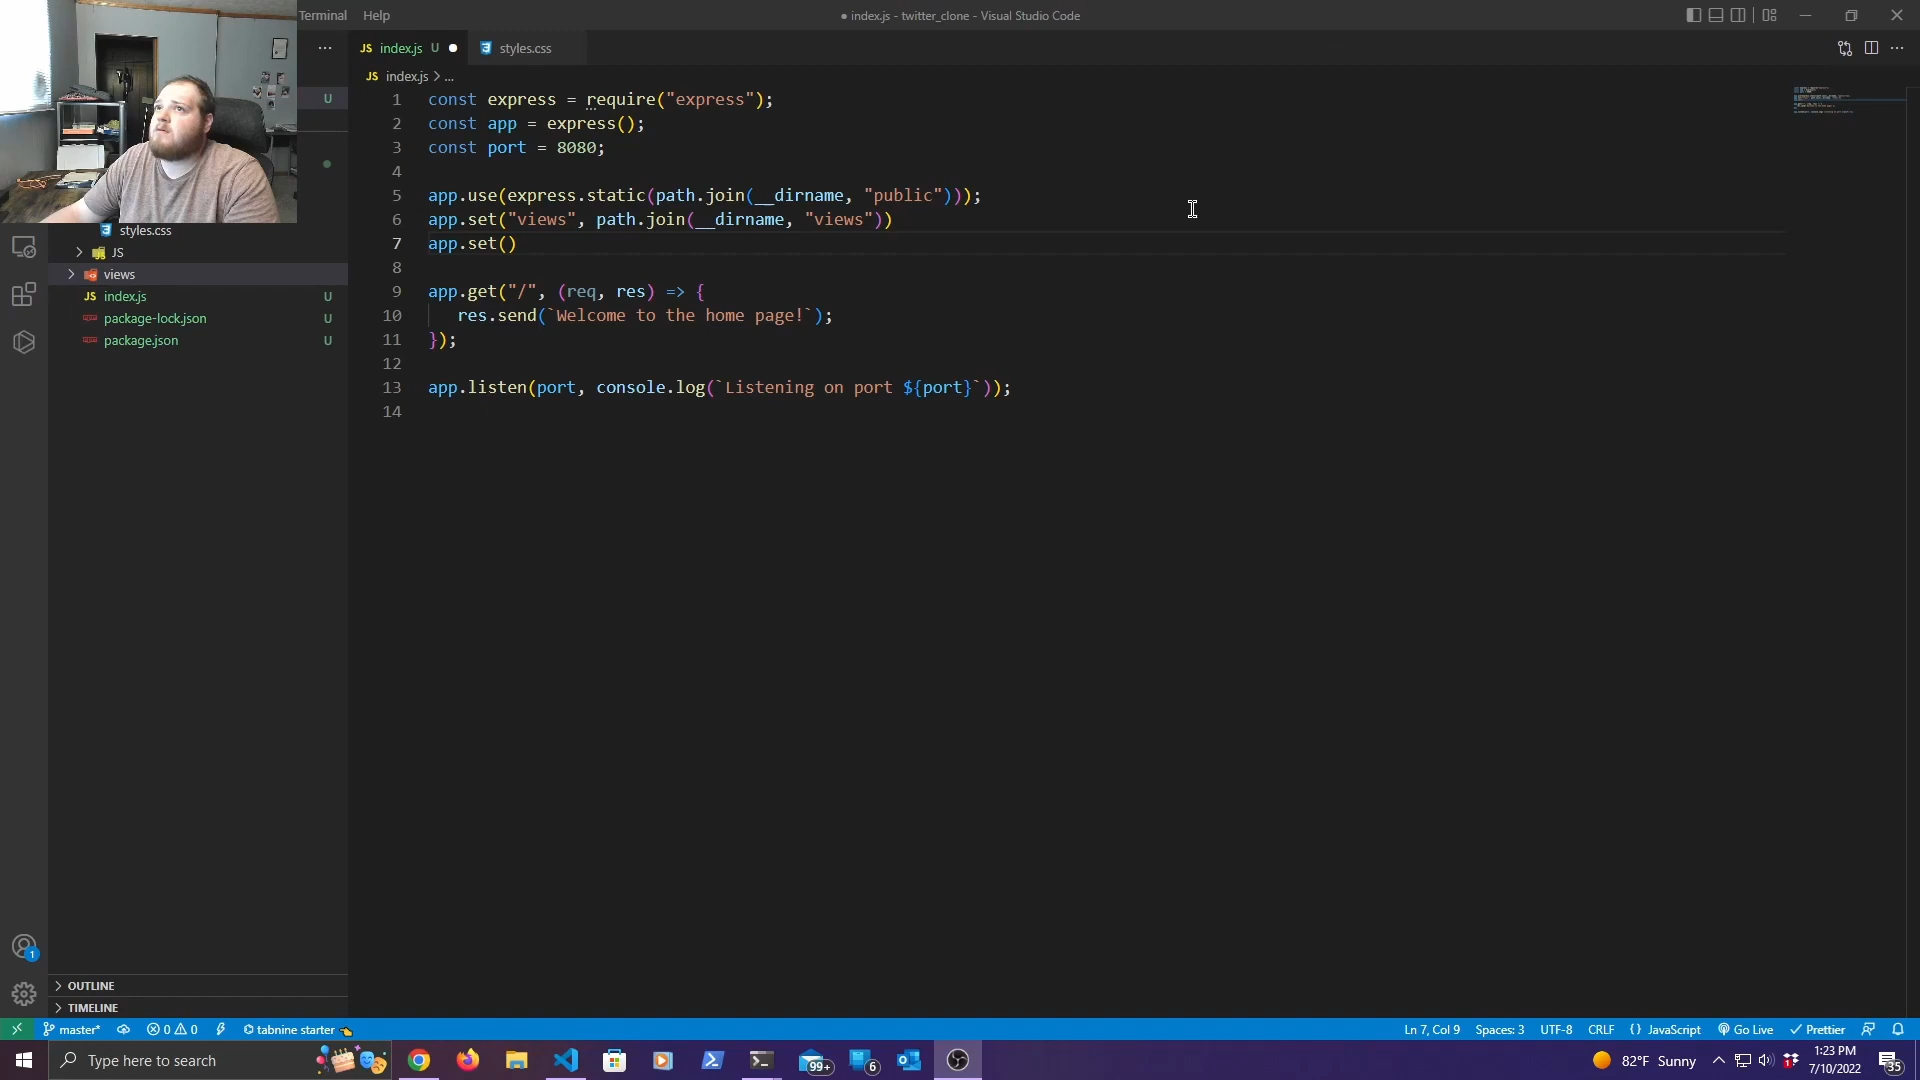 Terminal Help
● index.js - twitter_clone - Visual Studio Code
JS index.js U ●
styles.css
JS index.js > ...
U
1 const express = require("express");
2 const app = express();
3 const port = 8080;
4
5 app.use(express.static(path.join(__dirname, "public")));
6 app.set("views", path.join(__dirname, "views"))
7 app.set()
8
9 app.get("/", (req, res) => {
10 res.send(`Welcome to the home page!`);
11 });
12
13 app.listen(port, console.log(`Listening on port ${port}`));
14
styles.css
JS
views
JS index.js U
package-lock.json U
package.json U
1
OUTLINE
TIMELINE
master* 0 0 tabnine starter
Ln 7, Col 9 Spaces: 3 UTF-8 CRLF {} JavaScript Go Live Prettier
Type here to search
99+
6
82°F Sunny
1:23 PM
7/10/2022
35